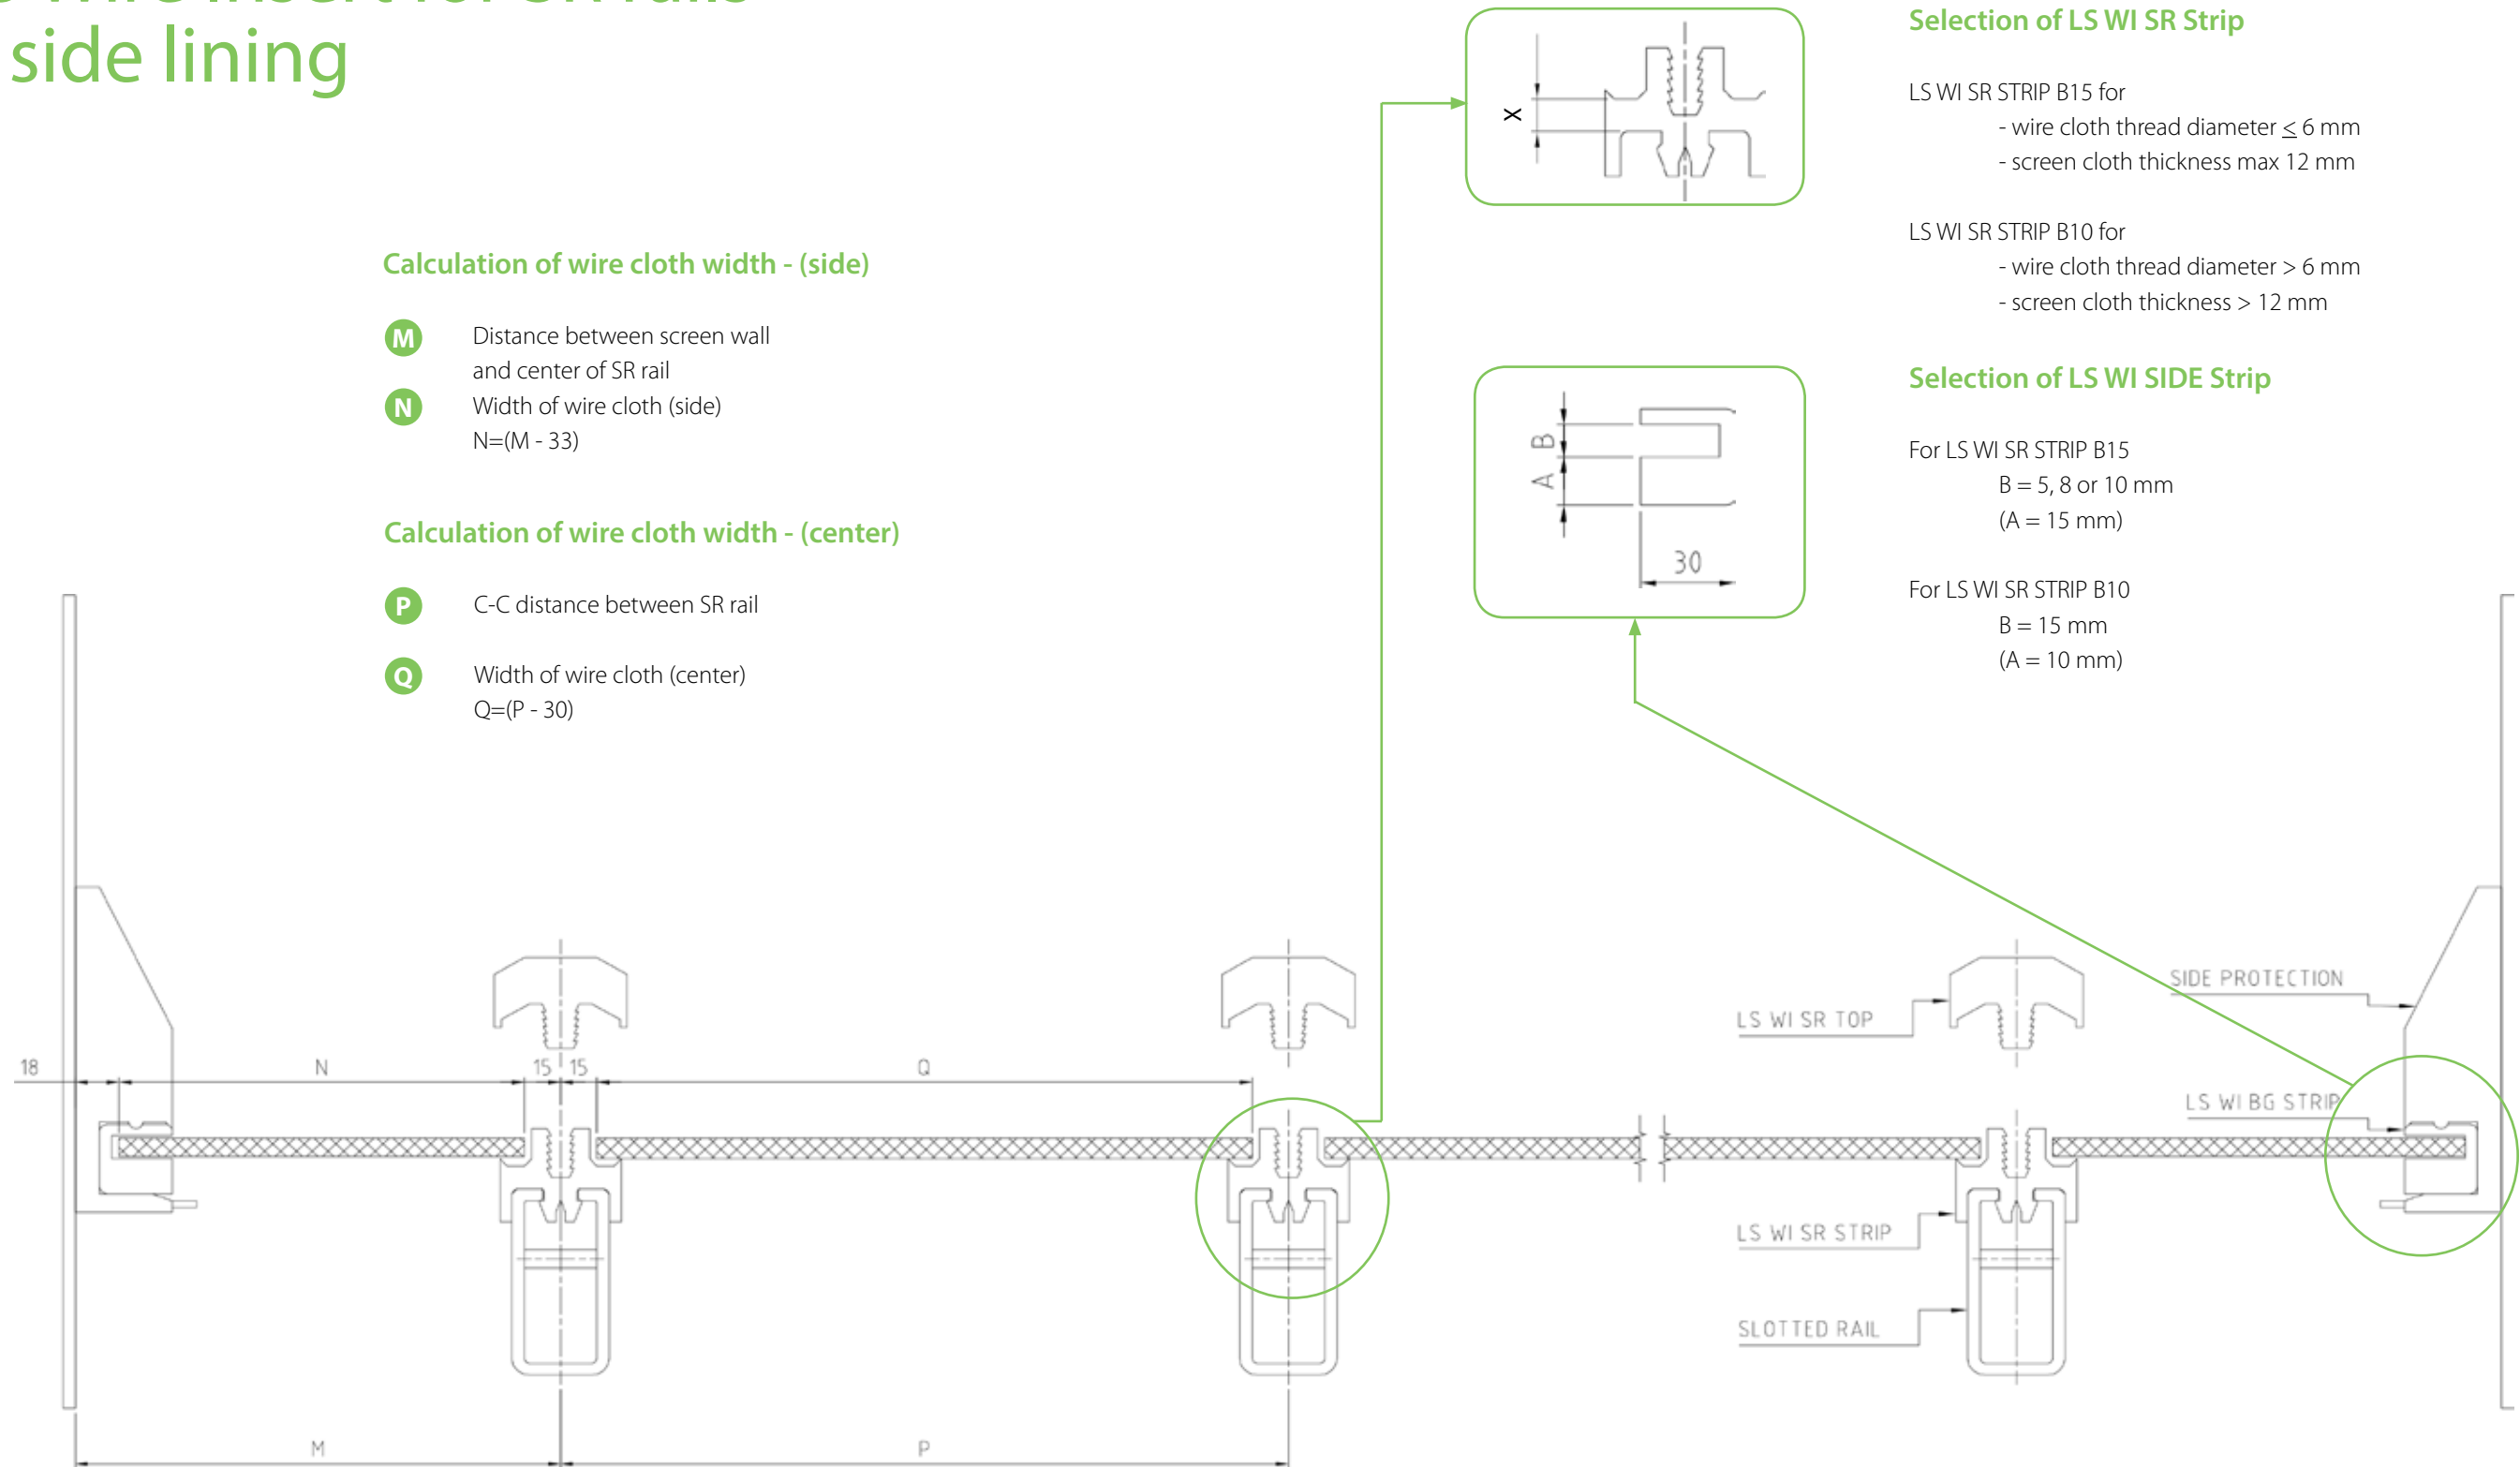 side lining
Calculation of wire cloth width - (side)
M Distance between screen wall
and center of SR rail
N Width of wire cloth (side)
N=(M - 33)
Calculation of wire cloth width - (center)
P C-C distance between SR rail
Q Width of wire cloth (center)
Q=(P - 30)
X
Selection of LS WI SR Strip
LS WI SR STRIP B15 for
- wire cloth thread diameter ≤ 6 mm
- screen cloth thickness max 12 mm
LS WI SR STRIP B10 for
- wire cloth thread diameter > 6 mm
- screen cloth thickness > 12 mm
B
A
30
Selection of LS WI SIDE Strip
For LS WI SR STRIP B15
B = 5, 8 or 10 mm
(A = 15 mm)
For LS WI SR STRIP B10
B = 15 mm
(A = 10 mm)
SIDE PROTECTION
LS WI SR TOP
18 N 15 15 Q
LS WI BG STRIP
LS WI SR STRIP
SLOTTED RAIL
M P